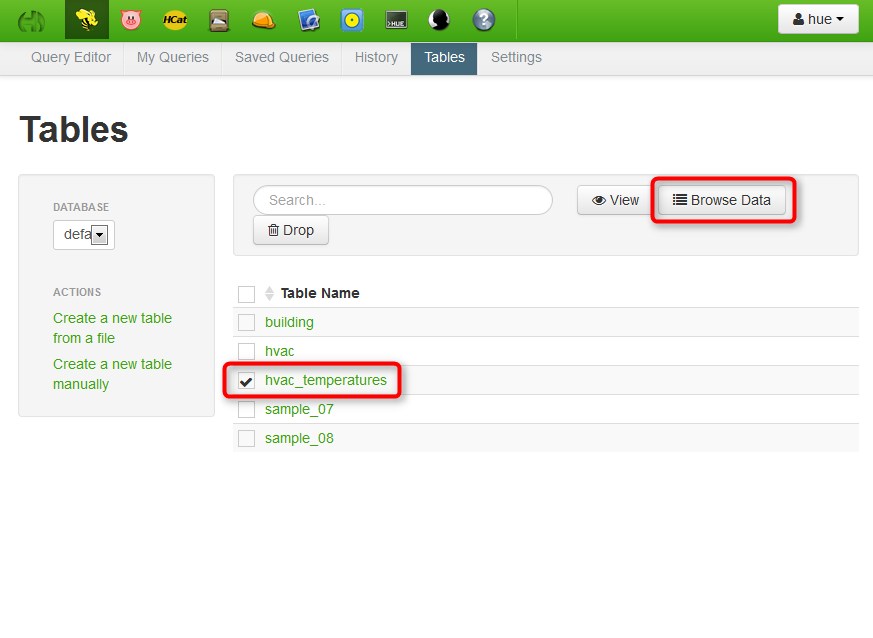 HCat
>HUE
?
hue
Query Editor My Queries Saved Queries History Tables Settings
Tables
DATABASE
defa
ACTIONS
Create a new table
from a file
Create a new table
manually
Search...
View Browse Data
Drop
Table Name
building
hvac
hvac_temperatures
sample_07
sample_08